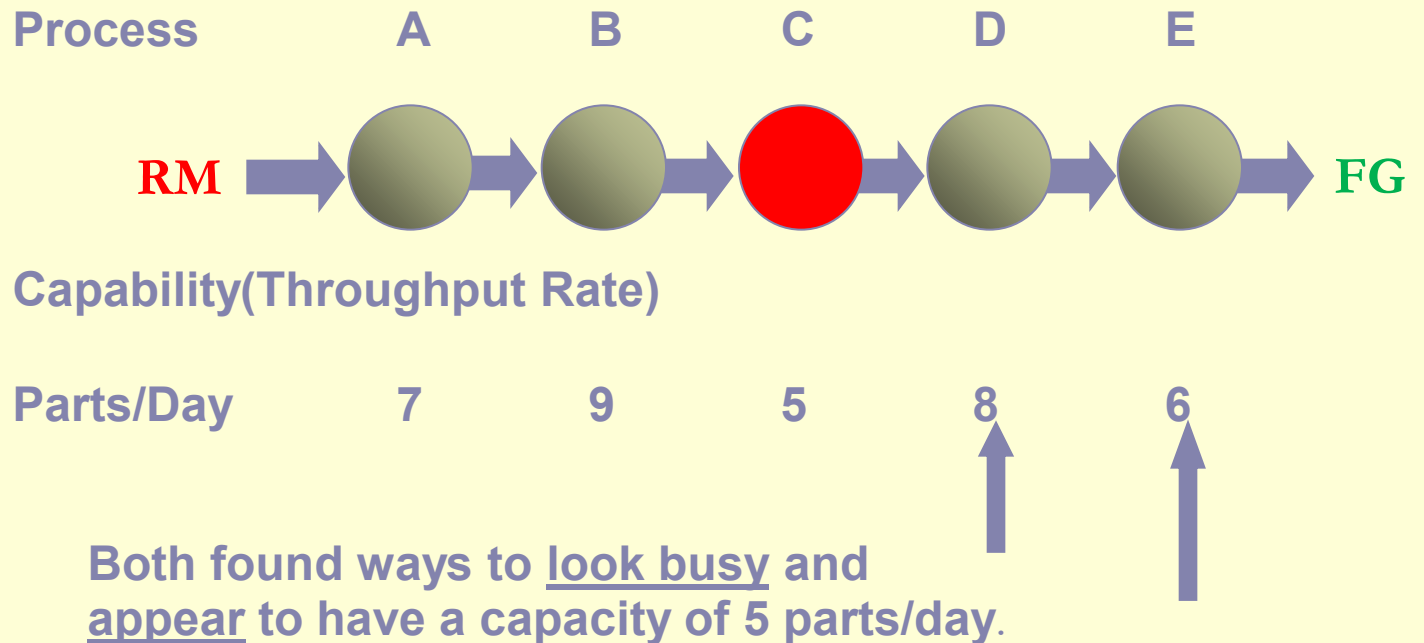 Process A B C D E
RM FG
Capability(Throughput Rate)
Parts/Day 7 9 5 8 6
Both found ways to look busy and
appear to have a capacity of 5 parts/day.